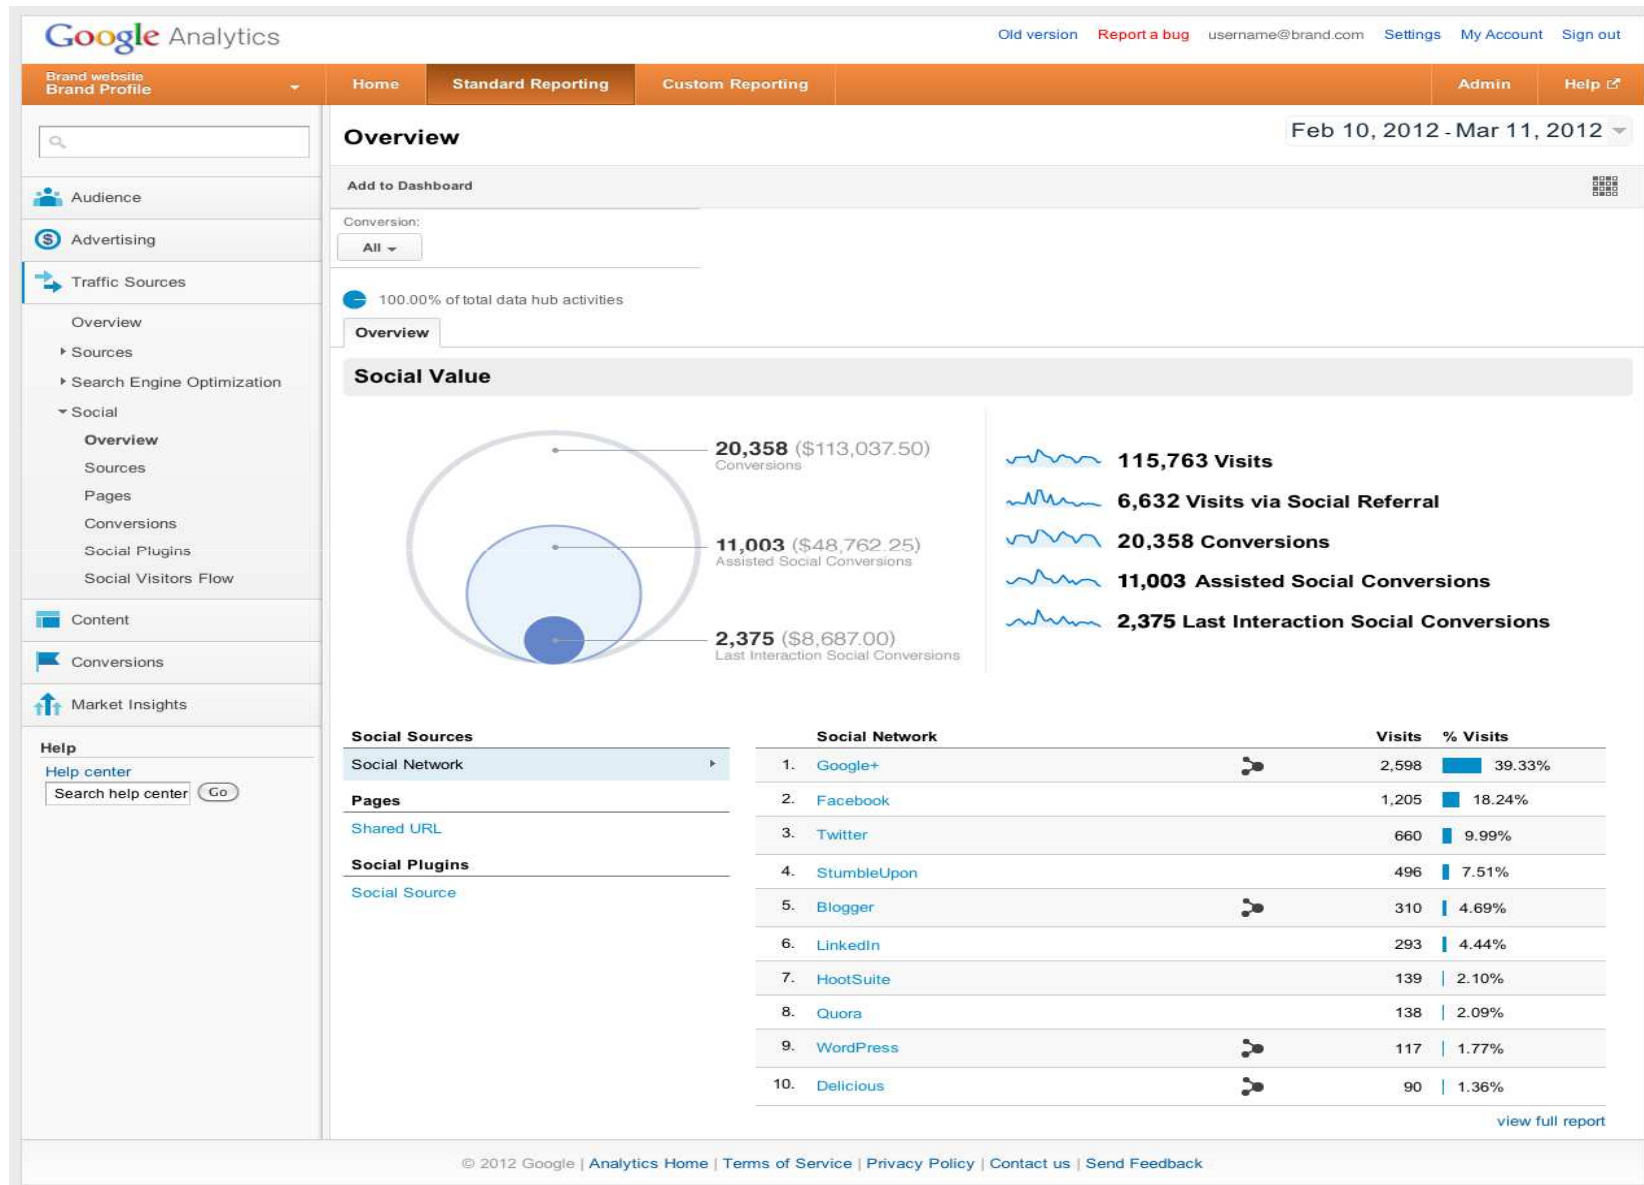 Google Analytics
Old version Report a bug username@brand.com Settings My Account Sign out
Brand website
Brand Profile
Home Standard Reporting Custom Reporting Admin Help
Overview
Feb 10, 2012 - Mar 11, 2012
Add to Dashboard
Audience
Advertising
Traffic Sources
Overview
Sources
Search Engine Optimization
Social
Overview
Sources
Pages
Conversions
Social Plugins
Social Visitors Flow
Content
Conversions
Market Insights
Help
Help center
Search help center Go
Conversion:
All
100.00% of total data hub activities
Overview
Social Value
20,358 ($113,037.50)
Conversions
11,003 ($48,762.25)
Assisted Social Conversions
2,375 ($8,687.00)
Last Interaction Social Conversions
115,763 Visits
6,632 Visits via Social Referral
20,358 Conversions
11,003 Assisted Social Conversions
2,375 Last Interaction Social Conversions
Social Sources
Social Network
Pages
Shared URL
Social Plugins
Social Source
Social Network Visits % Visits
1. Google+ 2,598 39.33%
2. Facebook 1,205 18.24%
3. Twitter 660 9.99%
4. StumbleUpon 496 7.51%
5. Blogger 310 4.69%
6. LinkedIn 293 4.44%
7. HootSuite 139 2.10%
8. Quora 138 2.09%
9. WordPress 117 1.77%
10. Delicious 90 1.36%
view full report
© 2012 Google | Analytics Home | Terms of Service | Privacy Policy | Contact us | Send Feedback